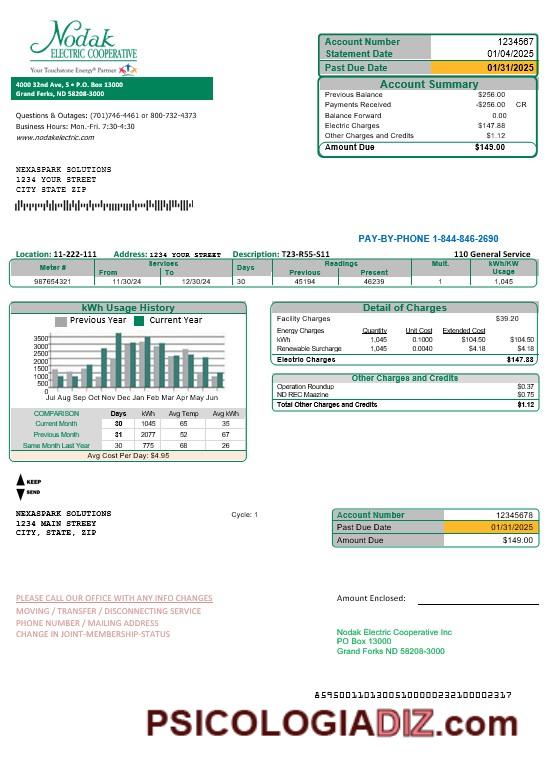 Nodak
ELECTRIC COOPERATIVE
Your Touchstone Energy® Partner
4000 32nd Ave, S • P.O. Box 13000
Grand Forks, ND 58208-3000
Questions & Outages: (701)746-4461 or 800-732-4373
Business Hours: Mon.-Fri. 7:30-4:30
www.nodakelectric.com
Account Number 1234567
Statement Date 01/04/2025
Past Due Date 01/31/2025
Account Summary
Previous Balance $256.00
Payments Received -$256.00 CR
Balance Forward 0.00
Electric Charges $147.88
Other Charges and Credits $1.12
Amount Due $149.00
NEXASPARK SOLUTIONS
1234 YOUR STREET
CITY STATE ZIP
PAY-BY-PHONE 1-844-846-2690
Location: 11-222-111 Address: 1234 YOUR STREET Description: T23-R55-S11 110 General Service
Meter # Services Days Readings Mult. kWh/KW
From To Previous Present Usage
987654321 11/30/24 12/30/24 30 45194 46239 1 1,045
kWh Usage History
Previous Year Current Year
3500
3000
2500
2000
1500
1000
500
0
Jul Aug Sep Oct Nov Dec Jan Feb Mar Apr May Jun
COMPARISON Days kWh Avg Temp Avg kWh
Current Month 30 1045 65 35
Previous Month 31 2077 52 67
Same Month Last Year 30 775 68 26
Avg Cost Per Day: $4.95
Detail of Charges
Facility Charges $39.20
Energy Charges Quantity Unit Cost Extended Cost
kWh 1,045 0.1000 $104.50 $104.50
Renewable Surcharge 1,045 0.0040 $4.18 $4.18
Electric Charges $147.88
Other Charges and Credits
Operation Roundup $0.37
ND REC Maazine $0.75
Total Other Charges and Credits $1.12
KEEP
SEND
NEXASPARK SOLUTIONS
1234 MAIN STREEY
CITY, STATE, ZIP
Cycle: 1
Account Number 12345678
Past Due Date 01/31/2025
Amount Due $149.00
PLEASE CALL OUR OFFICE WITH ANY INFO CHANGES
MOVING / TRANSFER / DISCONNECTING SERVICE
PHONE NUMBER / MAILING ADDRESS
CHANGE IN JOINT-MEMBERSHIP-STATUS
Amount Enclosed:
Nodak Electric Cooperative Inc
PO Box 13000
Grand Forks ND 58208-3000
85950011013005100000232100002317
PSICOLOGIADIZ.com